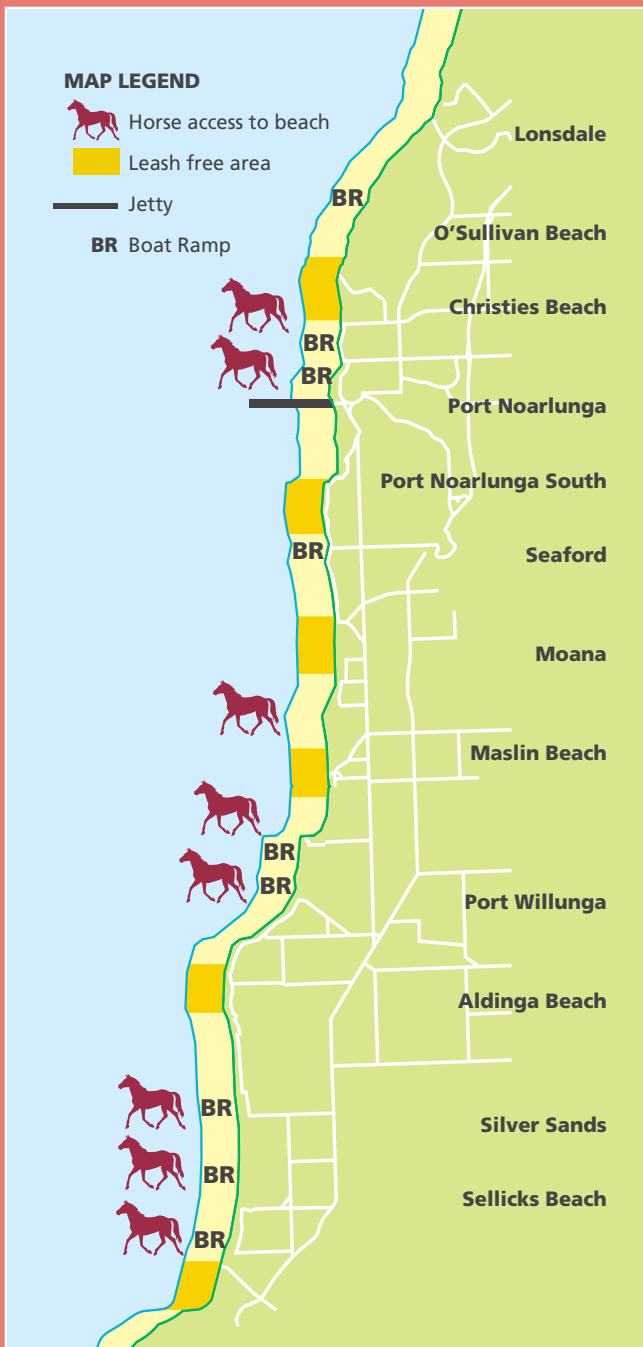 MAP LEGEND
Horse access to beach
Leash free area
Jetty
BR Boat Ramp
Lonsdale
BR
O'Sullivan Beach
Christies Beach
BR
BR
Port Noarlunga
Port Noarlunga South
BR
Seaford
Moana
Maslin Beach
BR
BR
Port Willunga
Aldinga Beach
BR
Silver Sands
BR
Sellicks Beach
BR